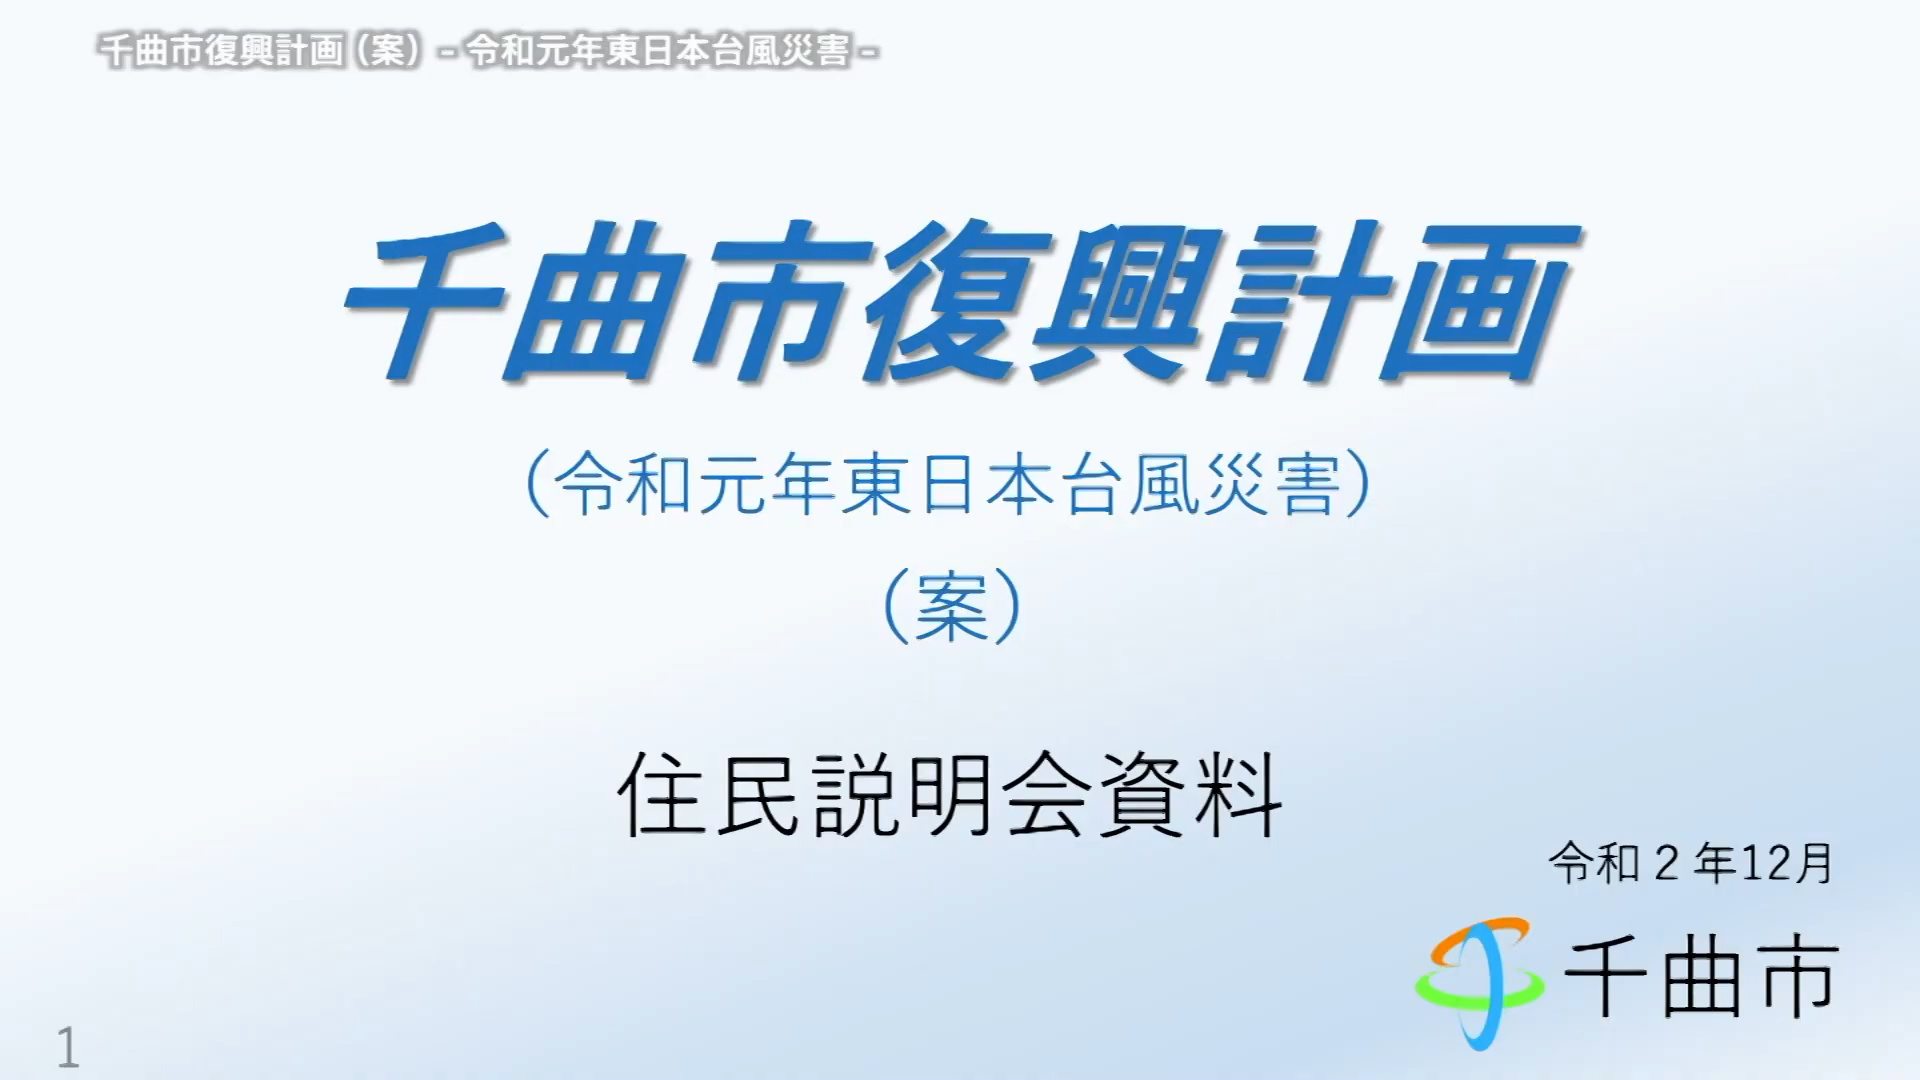 千曲市復興計画（案）- 令和元年東日本台風災害 -
千曲市復興計画
（令和元年東日本台風災害）
（案）
住民説明会資料
令和２年12月
千曲市
1